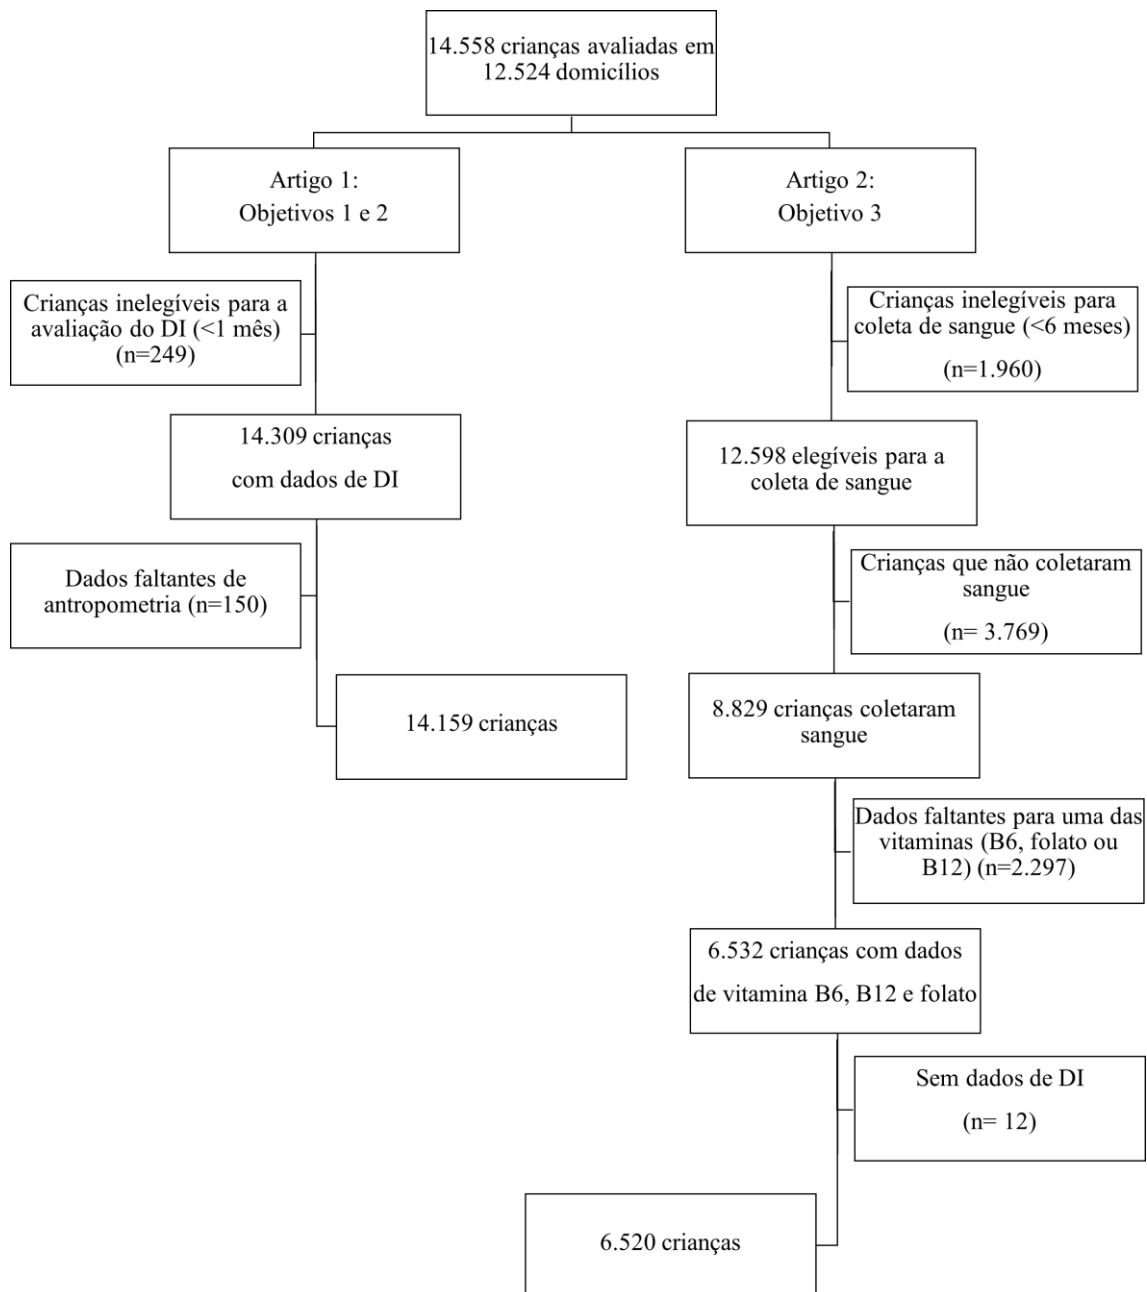 14.558 crianças avaliadas em
12.524 domicílios
Artigo 1:
Objetivos 1 e 2
Crianças inelegíveis para a
avaliação do DI (<1 mês)
(n=249)
14.309 crianças
com dados de DI
Dados faltantes de
antropometria (n=150)
14.159 crianças
Artigo 2:
Objetivo 3
Crianças inelegíveis para
coleta de sangue (<6 meses)
(n=1.960)
12.598 elegíveis para a
coleta de sangue
Crianças que não coletaram
sangue
(n= 3.769)
8.829 crianças coletaram
sangue
Dados faltantes para uma das
vitaminas (B6, folato ou
B12) (n=2.297)
6.532 crianças com dados
de vitamina B6, B12 e folato
Sem dados de DI
(n= 12)
6.520 crianças